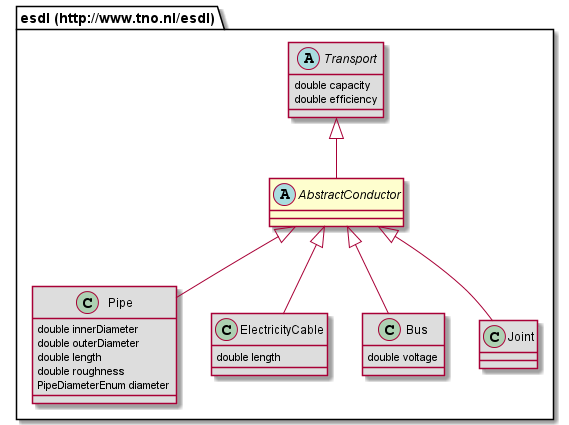 esdl (http://www.tno.nl/esdl)
A Transport
double capacity
double efficiency
A AbstractConductor
C Pipe
double innerDiameter
double outerDiameter
double length
double roughness
PipeDiameterEnum diameter
C ElectricityCable
double length
C Bus
double voltage
C Joint